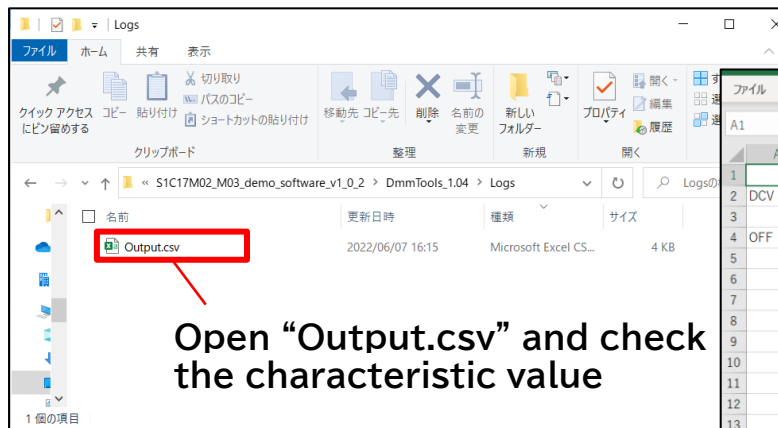 Logs
ファイル ホーム 共有 表示
クイック アクセス
にピン留めする
コピー
貼り付け
切り取り
パスのコピー
ショートカットの貼り付け
クリップボード
移動先 コピー先 削除 名前の
変更
整理
新しい
フォルダー
新規
プロパティ
開く
編集
履歴
開く
« S1C17M02_M03_demo_software_v1_0_2 > DmmTools_1.04 > Logs
Logsの
名前 更新日時 種類 サイズ
Output.csv 2022/06/07 16:15 Microsoft Excel CS... 4 KB
Open “Output.csv” and check
the characteristic value
1 個の項目
ファイル
A1
1
2 DCV
3
4 OFF
5
6
7
8
9
10
11
12
13